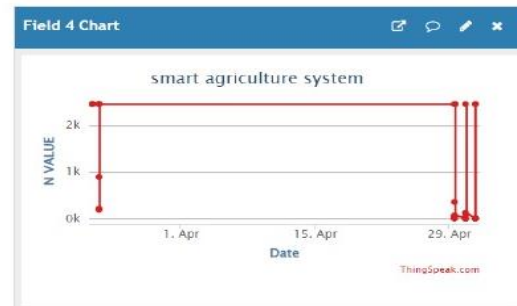 Field 4 Chart
smart agriculture system
N VALUE
2k
1k
0k
1. Apr
15. Apr
29. Apr
Date
ThingSpeak.com